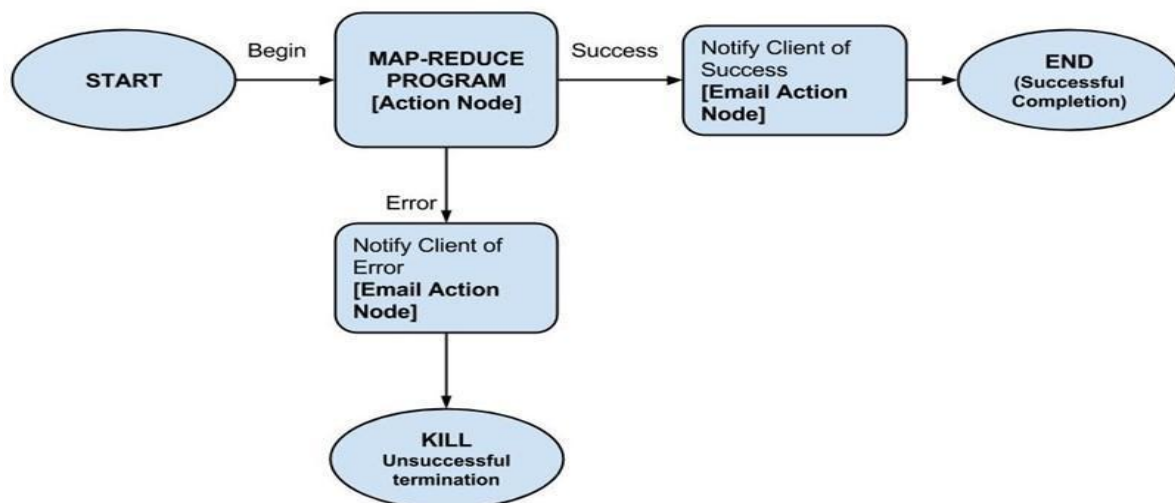 START
Begin
MAP-REDUCE
PROGRAM
[Action Node]
Success
Notify Client of
Success
[Email Action
Node]
END
(Successful
Completion)
Error
Notify Client of
Error
[Email Action
Node]
KILL
Unsuccessful
termination